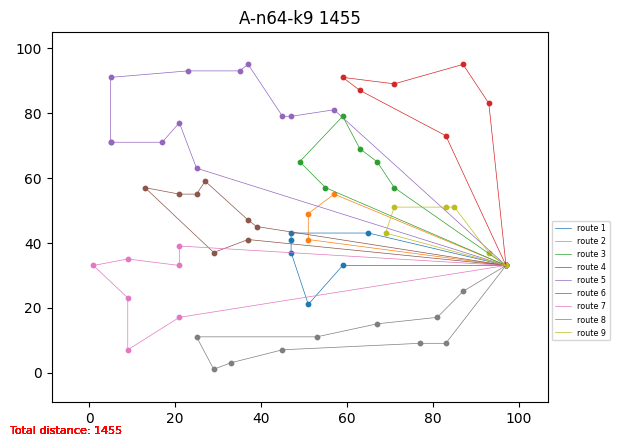 A-n64-k9 1455
100
80
60
40
20
0
0 20 40 60 80 100
route 1
route 2
route 3
route 4
route 5
route 6
route 7
route 8
route 9
Total distance: 1455